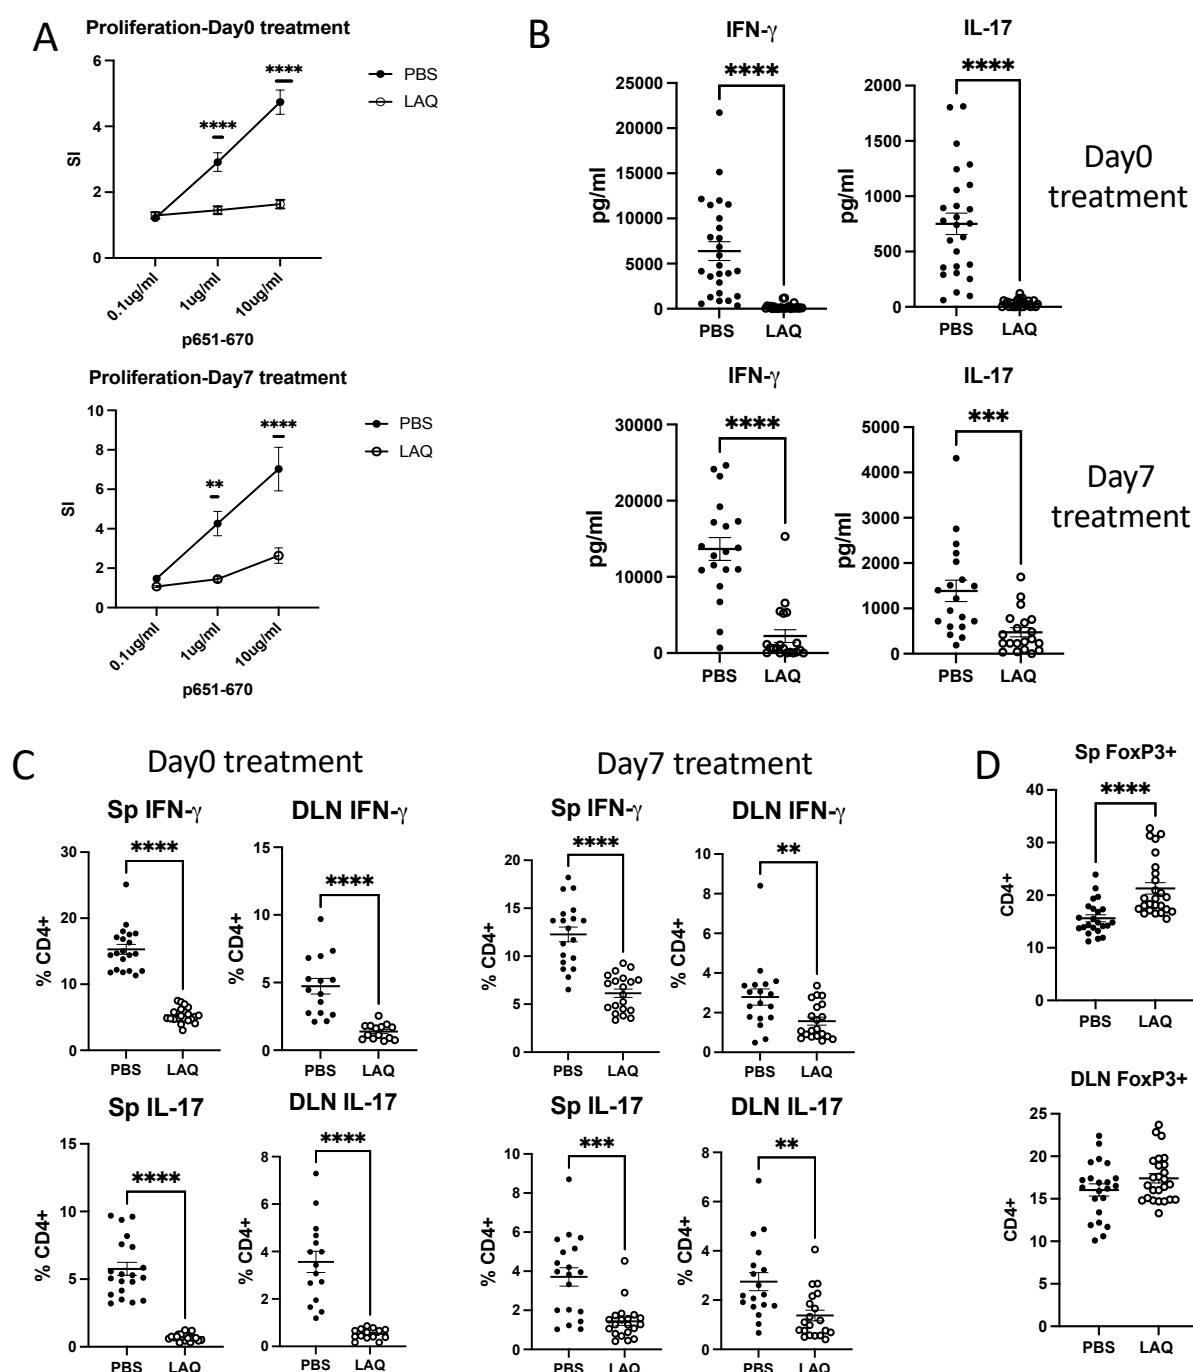 A
Proliferation-Day0 treatment
6
4
2
0
SI
****
****
PBS
LAQ
0.1ug/ml
1ug/ml
10ug/ml
p651-670
Proliferation-Day7 treatment
10
8
6
4
2
0
SI
**
****
PBS
LAQ
0.1ug/ml
1ug/ml
10ug/ml
p651-670
B
IFN-γ
****
25000
20000
15000
10000
5000
0
pg/ml
PBS
LAQ
IL-17
****
2000
1500
1000
500
0
pg/ml
PBS
LAQ
Day0
treatment
IFN-γ
****
30000
20000
10000
0
pg/ml
PBS
LAQ
IL-17
***
5000
4000
3000
2000
1000
0
pg/ml
PBS
LAQ
Day7
treatment
C
Day0 treatment
Sp IFN-γ
****
30
20
10
0
% CD4+
PBS
LAQ
DLN IFN-γ
****
15
10
5
0
% CD4+
PBS
LAQ
Sp IL-17
****
15
10
5
0
% CD4+
PBS
LAQ
DLN IL-17
****
8
6
4
2
0
% CD4+
PBS
LAQ
Day7 treatment
Sp IFN-γ
****
20
15
10
5
0
% CD4+
PBS
LAQ
DLN IFN-γ
**
10
8
6
4
2
0
% CD4+
PBS
LAQ
Sp IL-17
***
10
8
6
4
2
0
% CD4+
PBS
LAQ
DLN IL-17
**
8
6
4
2
0
% CD4+
PBS
LAQ
D
Sp FoxP3+
****
40
30
20
10
0
CD4+
PBS
LAQ
DLN FoxP3+
25
20
15
10
5
0
CD4+
PBS
LAQ